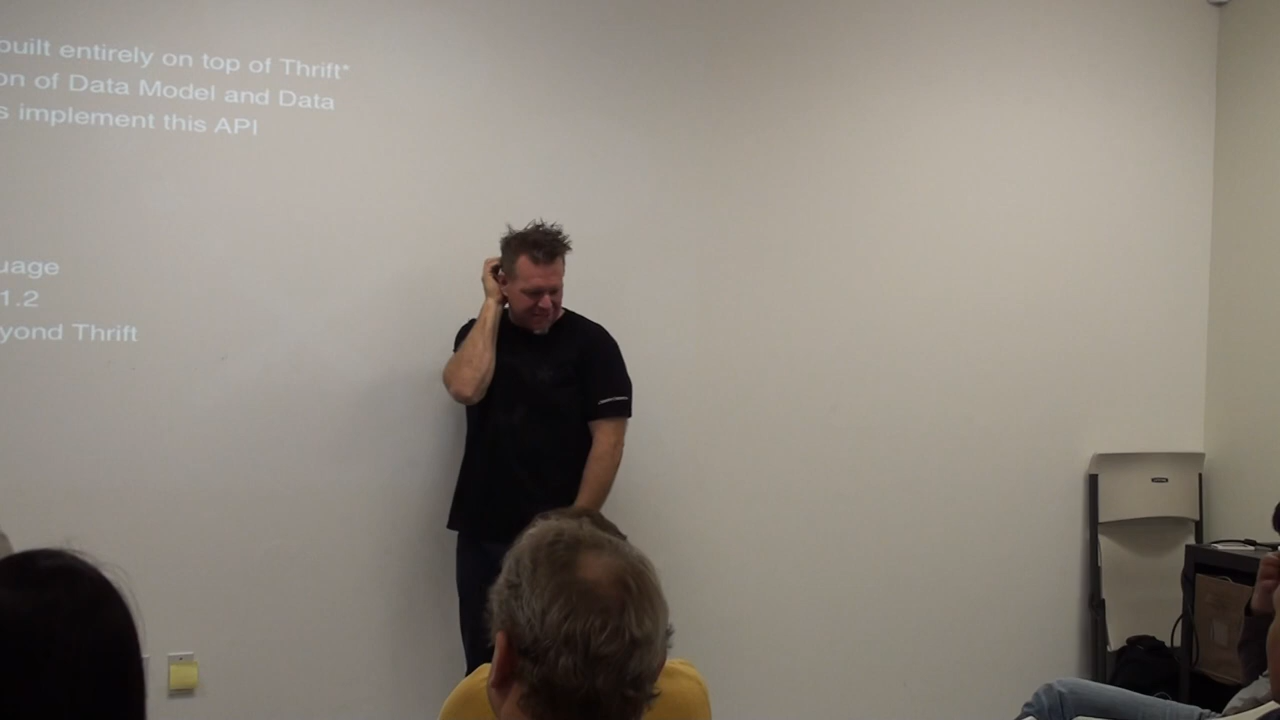 built entirely on top of Thrift*
on of Data Model and Data
s implement this API
uage
1.2
yond Thrift